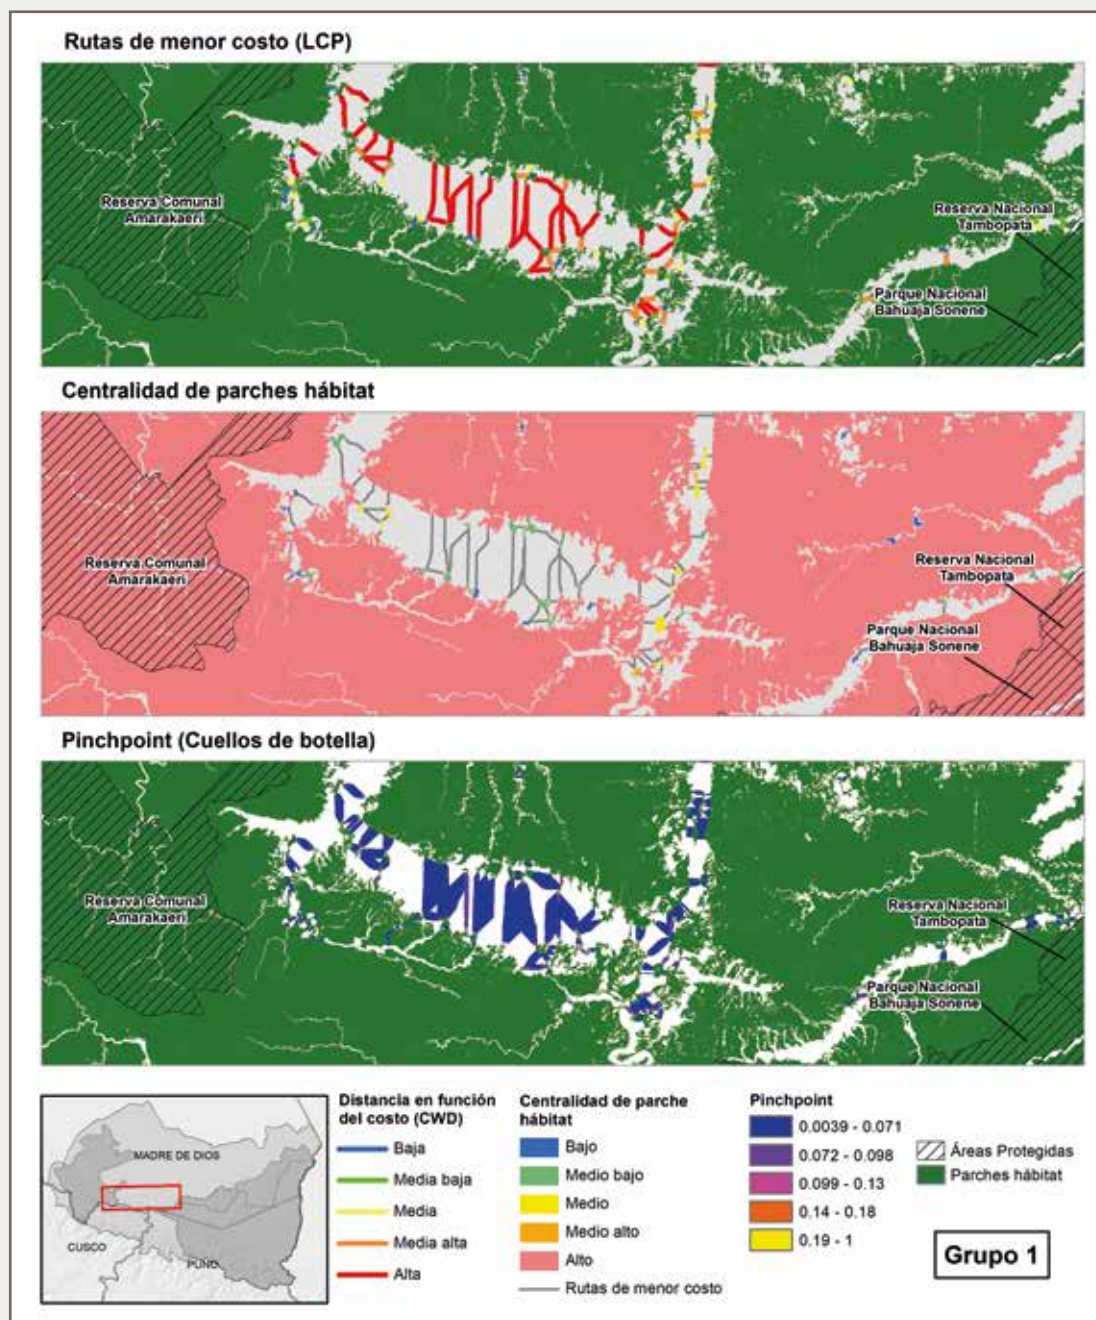 Rutas de menor costo (LCP)
Reserva Comunal
Amarakaeri
Reserva Nacional
Tambopata
Parque Nacional
Bahuaja Sonene
Centralidad de parches hábitat
Reserva Comunal
Amarakaeri
Reserva Nacional
Tambopata
Parque Nacional
Bahuaja Sonene
Pinchpoint (Cuellos de botella)
Reserva Comunal
Amarakaeri
Reserva Nacional
Tambopata
Parque Nacional
Bahuaja Sonene
MADRE DE DIOS
CUSCO
PUNO
Distancia en función
del costo (CWD)
Baja
Media baja
Media
Media alta
Alta
Centralidad de parche
hábitat
Bajo
Medio bajo
Medio
Medio alto
Alto
Rutas de menor costo
Pinchpoint
0.0039 - 0.071
0.072 - 0.098
0.099 - 0.13
0.14 - 0.18
0.19 - 1
Áreas Protegidas
Parches hábitat
Grupo 1